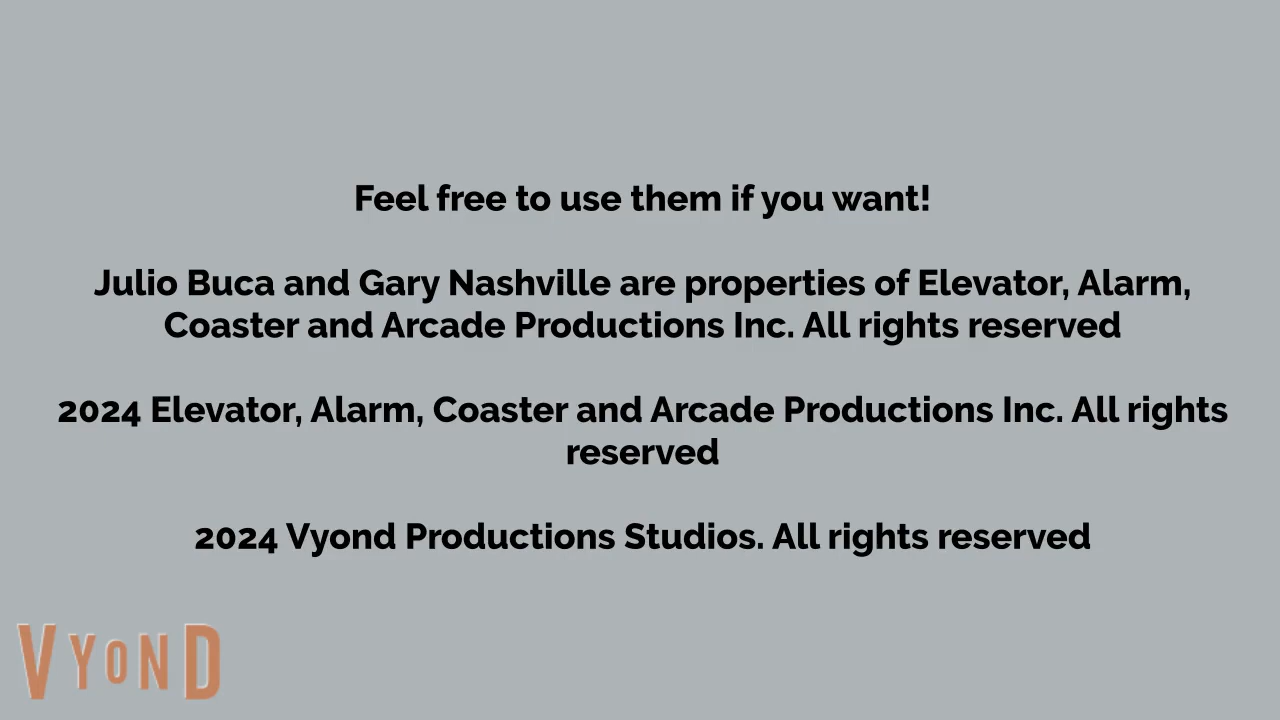 Feel free to use them if you want!
Julio Buca and Gary Nashville are properties of Elevator, Alarm,
Coaster and Arcade Productions Inc. All rights reserved
2024 Elevator, Alarm, Coaster and Arcade Productions Inc. All rights
reserved
2024 Vyond Productions Studios. All rights reserved
VYOND